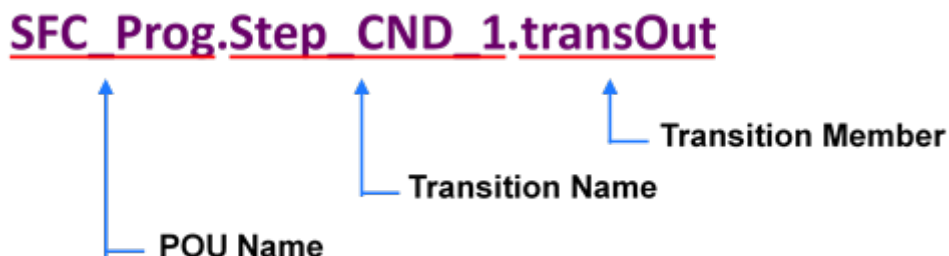 SFC_Prog.Step_CND_1.transOut
Transition Member
Transition Name
POU Name